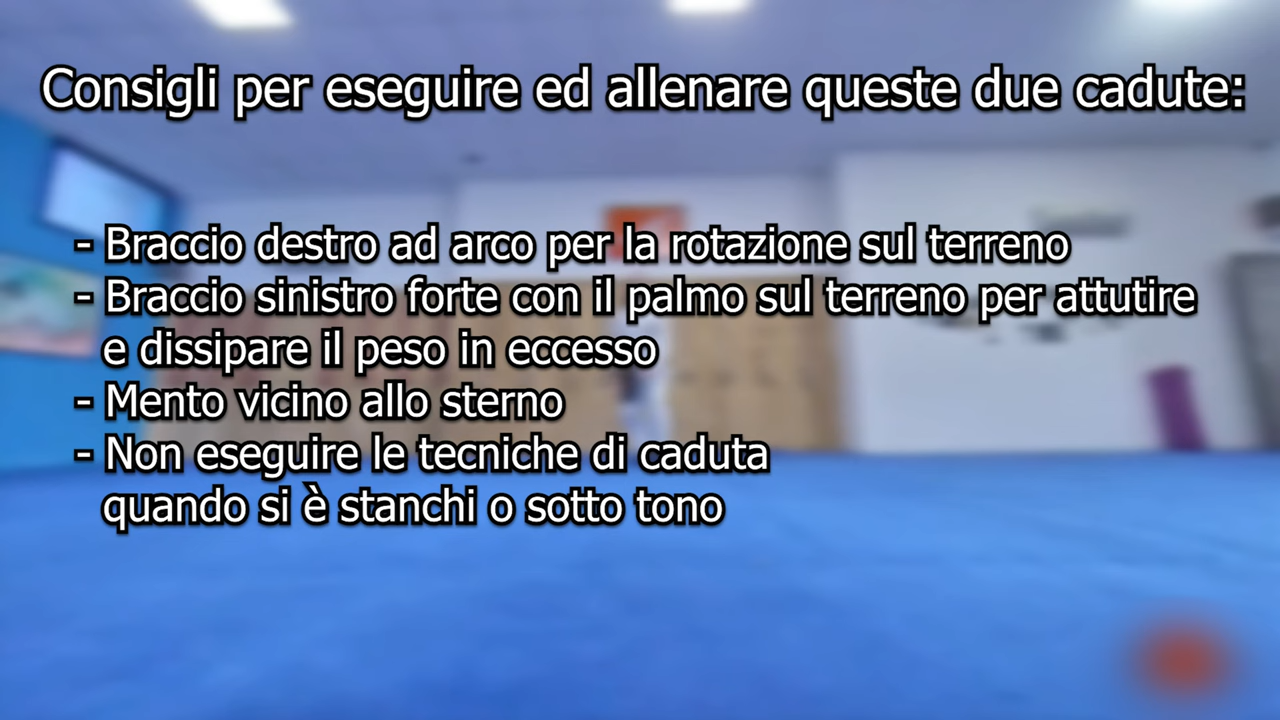 Consigli per eseguire ed allenare queste due cadute:
- Braccio destro ad arco per la rotazione sul terreno
- Braccio sinistro forte con il palmo sul terreno per attutire
e dissipare il peso in eccesso
- Mento vicino allo sterno
- Non eseguire le tecniche di caduta
quando si è stanchi o sotto tono